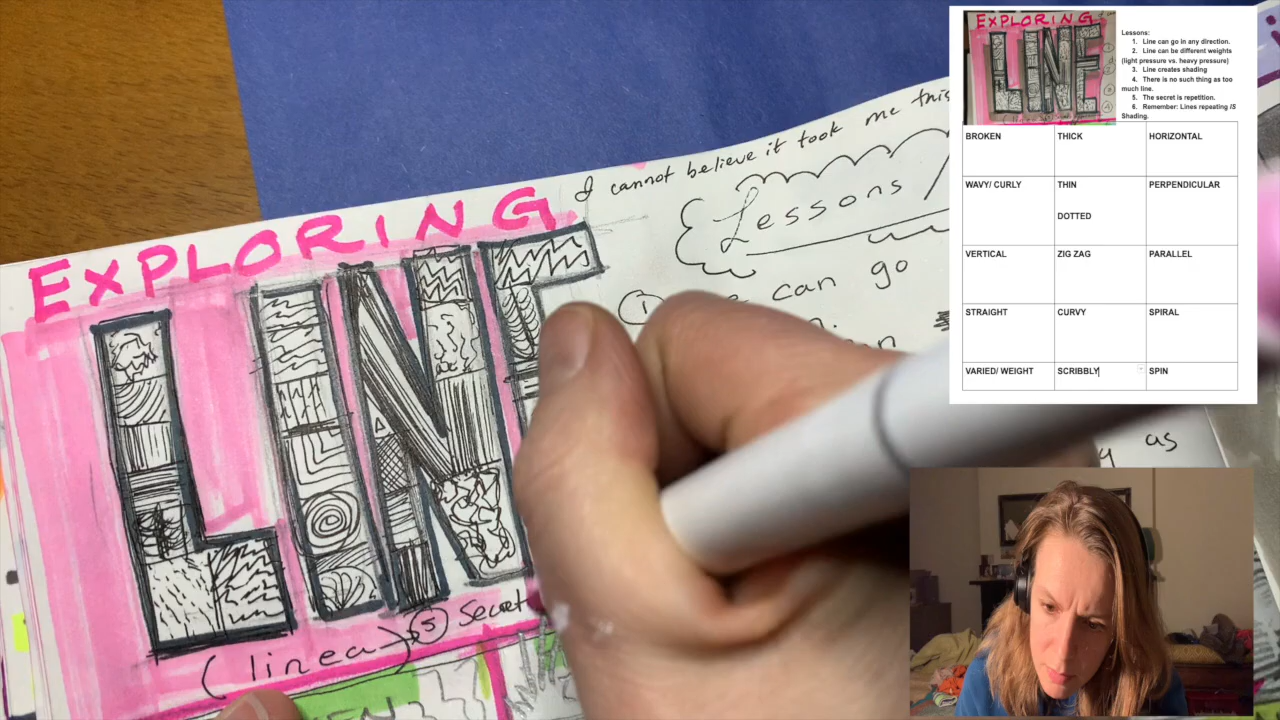 EXPLORING
LINE
I cannot believe it took me this
Lessons
①
can go
(linea)
⑤ Secret
y as
EXPLORING
LINE
Lessons:
1. Line can go in any direction.
2. Line can be different weights
(light pressure vs. heavy pressure)
3. Line creates shading
4. There is no such thing as too
much line.
5. The secret is repetition.
6. Remember: Lines repeating IS
Shading.
BROKEN THICK HORIZONTAL
WAVY/ CURLY THIN PERPENDICULAR
DOTTED
VERTICAL ZIG ZAG PARALLEL
STRAIGHT CURVY SPIRAL
VARIED/ WEIGHT SCRIBBLY SPIN